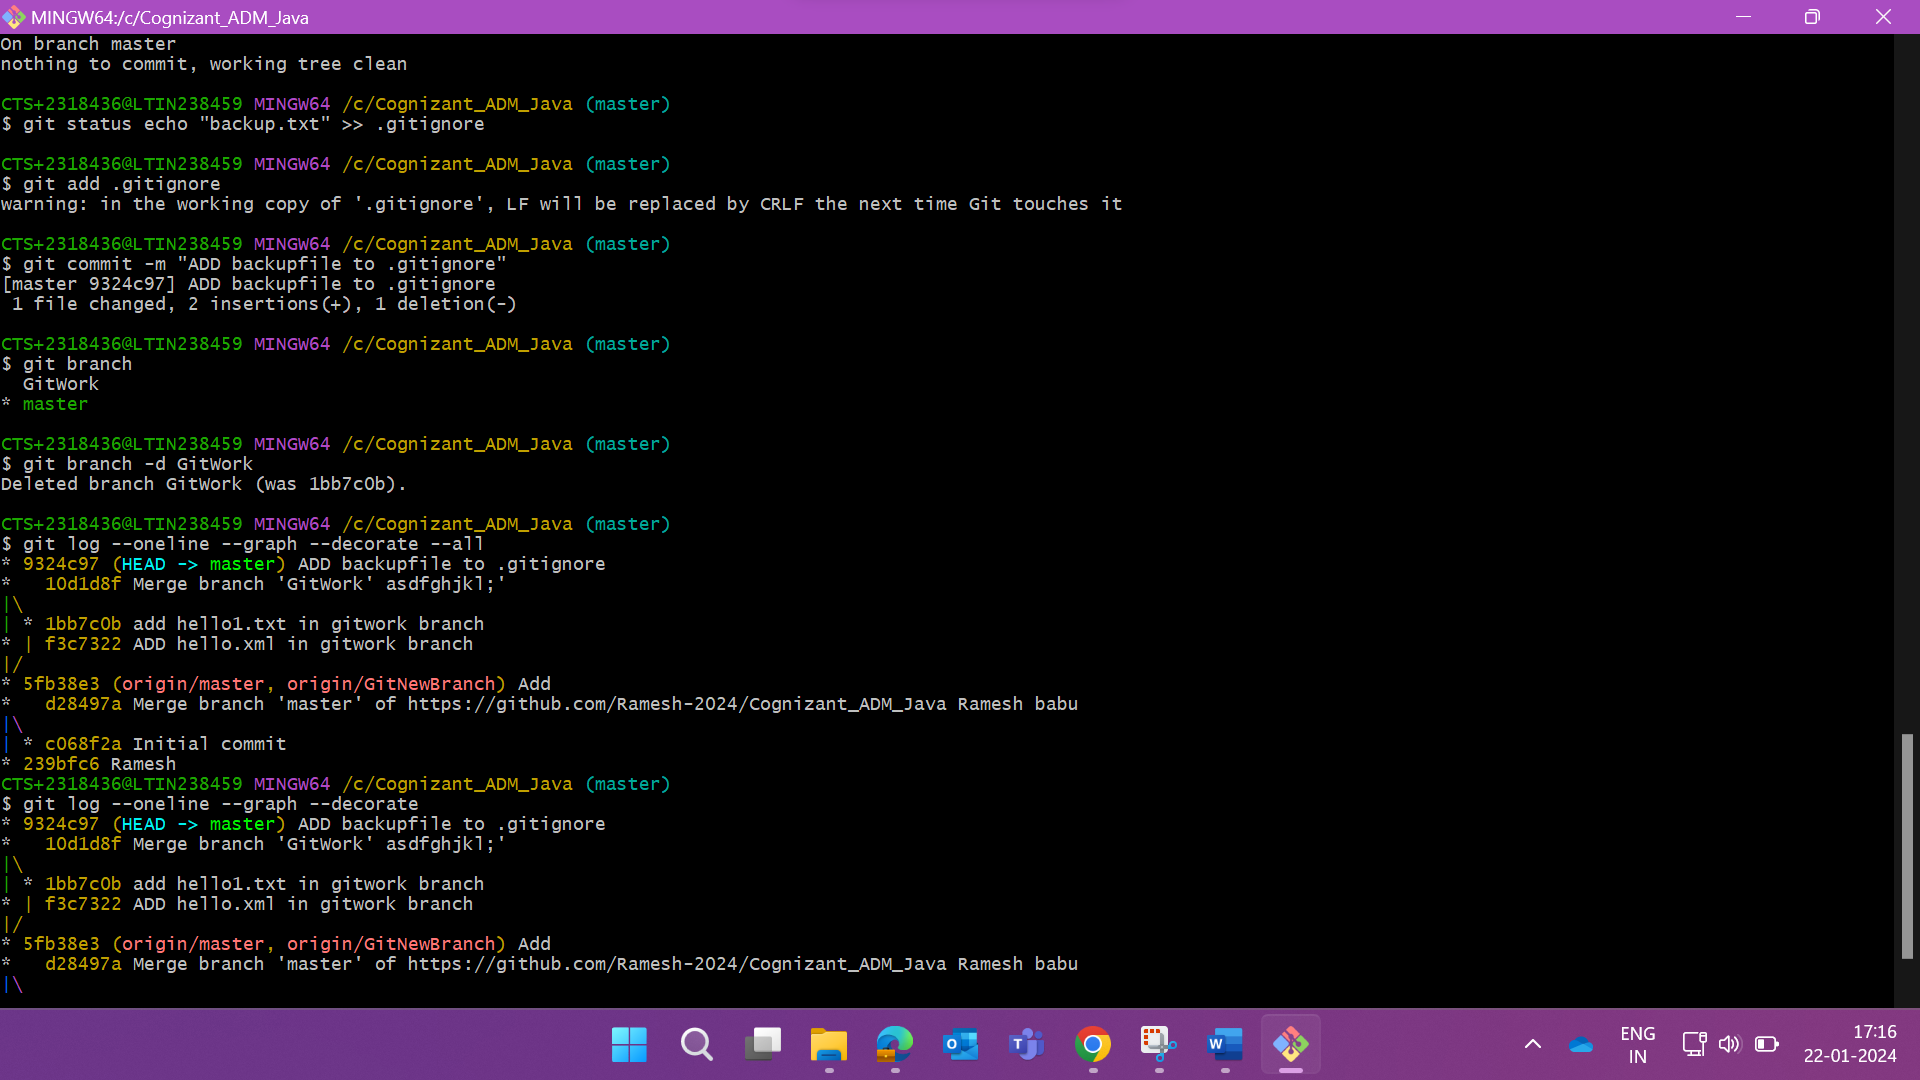 MINGW64:/c/Cognizant_ADM_Java
On branch master
nothing to commit, working tree clean
CTS+2318436@LTIN238459 MINGW64 /c/Cognizant_ADM_Java (master)
$ git status echo "backup.txt" >> .gitignore
CTS+2318436@LTIN238459 MINGW64 /c/Cognizant_ADM_Java (master)
$ git add .gitignore
warning: in the working copy of '.gitignore', LF will be replaced by CRLF the next time Git touches it
CTS+2318436@LTIN238459 MINGW64 /c/Cognizant_ADM_Java (master)
$ git commit -m "ADD backupfile to .gitignore"
[master 9324c97] ADD backupfile to .gitignore
 1 file changed, 2 insertions(+), 1 deletion(-)
CTS+2318436@LTIN238459 MINGW64 /c/Cognizant_ADM_Java (master)
$ git branch
  GitWork
* master
CTS+2318436@LTIN238459 MINGW64 /c/Cognizant_ADM_Java (master)
$ git branch -d GitWork
Deleted branch GitWork (was 1bb7c0b).
CTS+2318436@LTIN238459 MINGW64 /c/Cognizant_ADM_Java (master)
$ git log --oneline --graph --decorate --all
* 9324c97 (HEAD -> master) ADD backupfile to .gitignore
*   10d1d8f Merge branch 'GitWork' asdfghjkl;'
|\
| * 1bb7c0b add hello1.txt in gitwork branch
* | f3c7322 ADD hello.xml in gitwork branch
|/
* 5fb38e3 (origin/master, origin/GitNewBranch) Add
*   d28497a Merge branch 'master' of https://github.com/Ramesh-2024/Cognizant_ADM_Java Ramesh babu
|\
| * c068f2a Initial commit
* 239bfc6 Ramesh
CTS+2318436@LTIN238459 MINGW64 /c/Cognizant_ADM_Java (master)
$ git log --oneline --graph --decorate
* 9324c97 (HEAD -> master) ADD backupfile to .gitignore
*   10d1d8f Merge branch 'GitWork' asdfghjkl;'
|\
| * 1bb7c0b add hello1.txt in gitwork branch
* | f3c7322 ADD hello.xml in gitwork branch
|/
* 5fb38e3 (origin/master, origin/GitNewBranch) Add
*   d28497a Merge branch 'master' of https://github.com/Ramesh-2024/Cognizant_ADM_Java Ramesh babu
|\
ENG
IN
17:16
22-01-2024